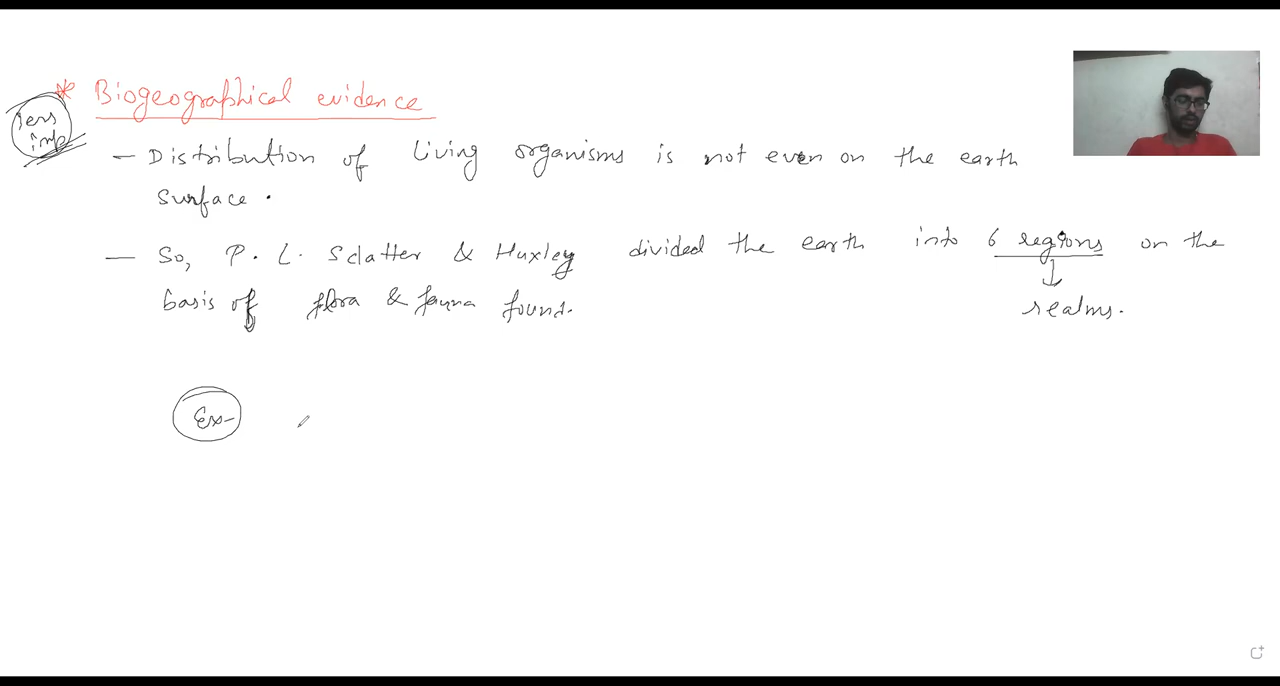 * Biogeographical evidence
less
imp
— Distribution of living organisms is not even on the earth
surface.
— So, P. L. Sclatter & Huxley divided the earth into 6 regions on the
basis of flora & fauna found.
realms.
Ex-